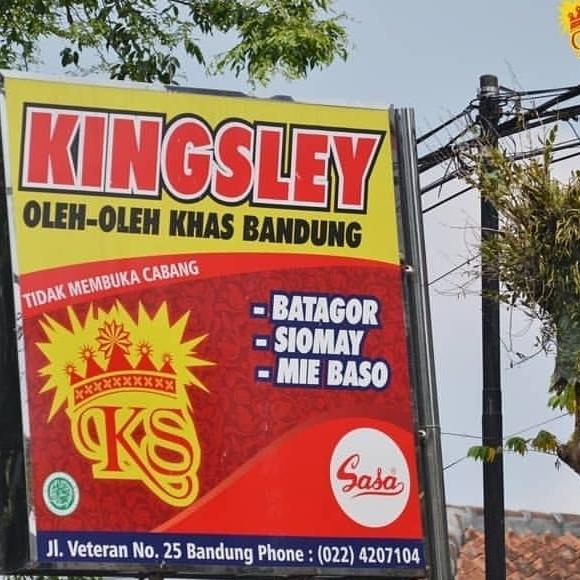 KINGSLEY
OLEH-OLEH KHAS BANDUNG
TIDAK MEMBUKA CABANG
- BATAGOR
- SIOMAY
- MIE BASO
KS
Sasa
Jl. Veteran No. 25 Bandung Phone : (022) 4207104